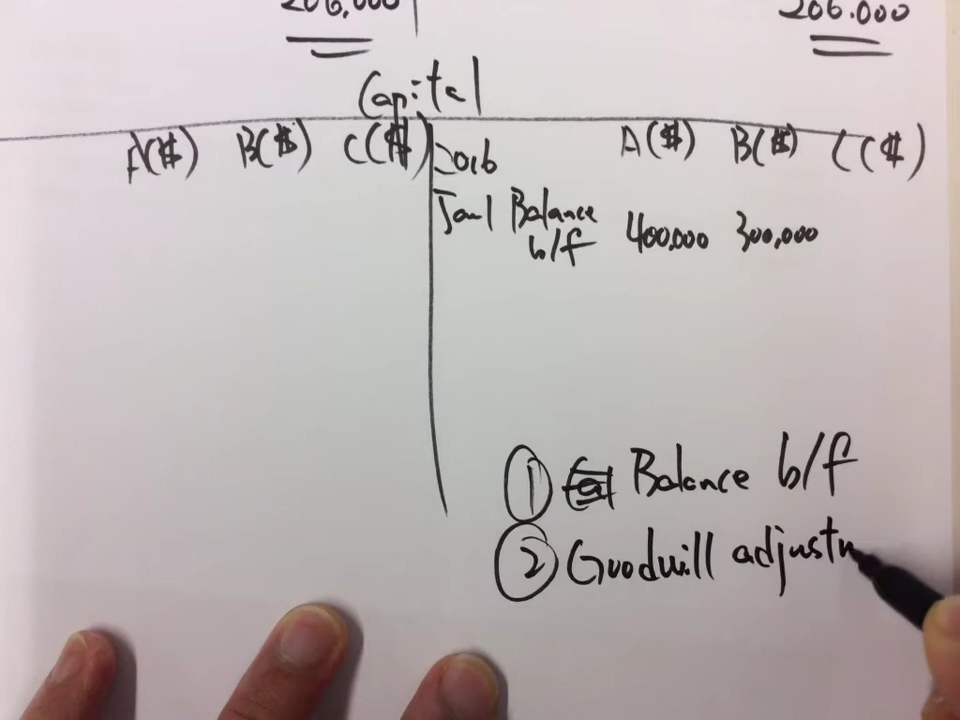 206,000 206.000
Capital
A($) B($) C($) 2016 A($) B($) C($)
Jan 1 Balance 400,000 300,000
b/f
① Balance b/f
② Goodwill adjustm